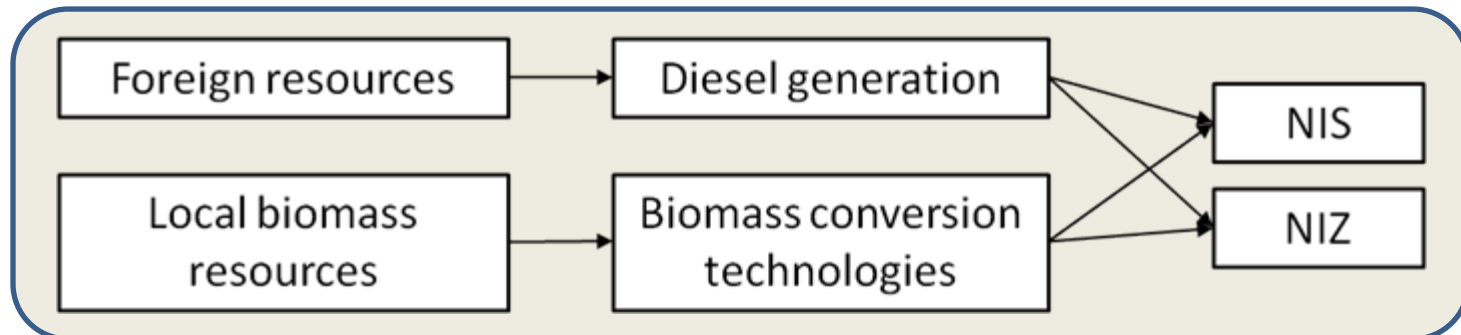 Foreign resources
Diesel generation
NIS
Local biomass
resources
Biomass conversion
technologies
NIZ